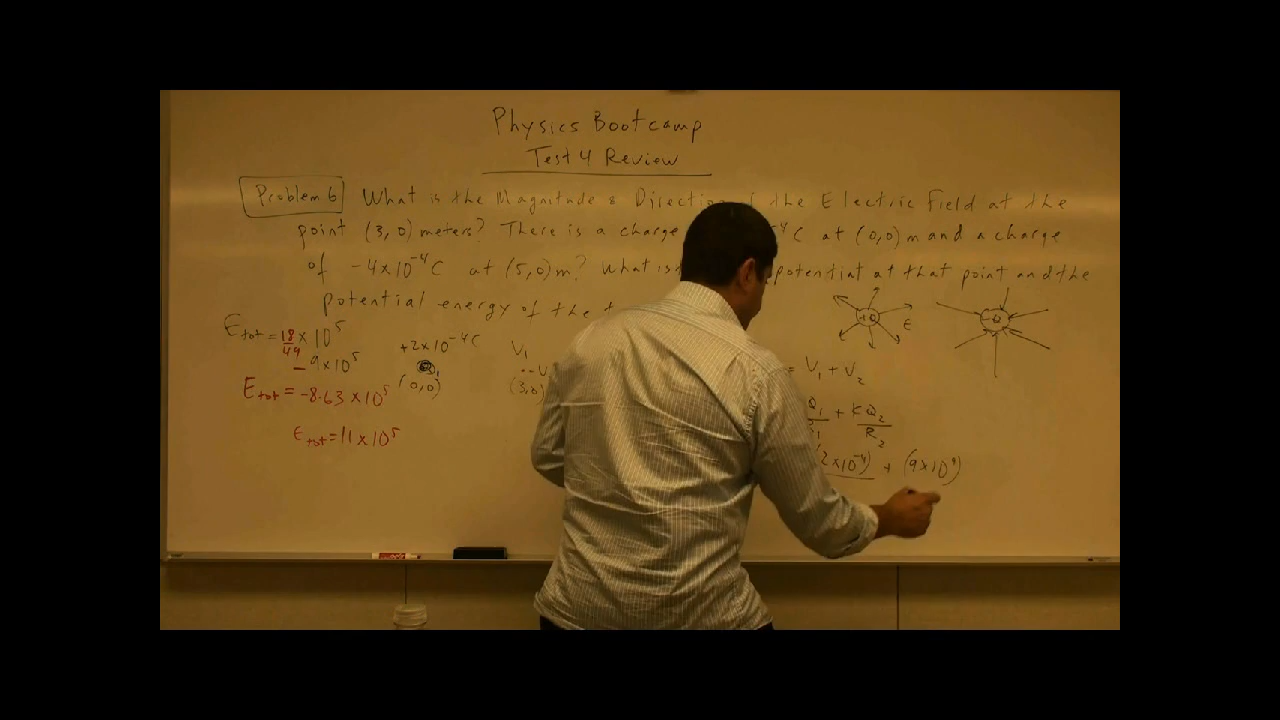 Physics Bootcamp
Test 4 Review
Problem 6 What is the Magnitude & Direction the Electric Field at the
point (3,0) meters? There is a charge C at (0,0)m and a charge
of -4x10^-4 C at (5,0)m? What is potential at that point and the
potential energy of the
E
E_tot = 18/49 x 10^5
- 9x10^5
+2x10^-4 C
(0,0)
V_1
(3,0)
= V_1 + V_2
E_tot = -8.63 x 10^5
+ KQ_2/R_2
E_tot = 11 x 10^5
2x10^-4) + (9x10^9)